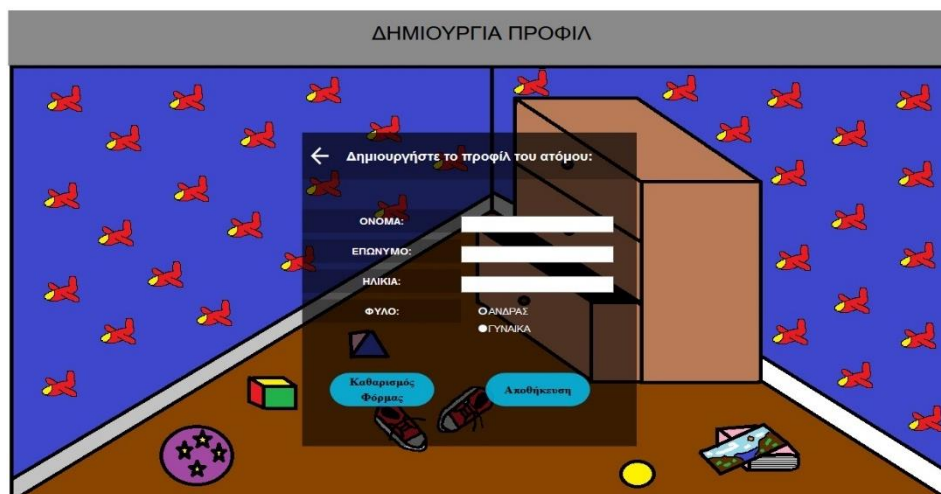 ΔΗΜΙΟΥΡΓΙΑ ΠΡΟΦΙΛ
Δημιουργήστε το προφίλ του ατόμου:
ΟΝΟΜΑ:
ΕΠΩΝΥΜΟ:
ΗΛΙΚΙΑ:
ΦΥΛΟ:
ΑΝΔΡΑΣ
ΓΥΝΑΙΚΑ
Καθαρισμός
Φόρμας
Αποθήκευση